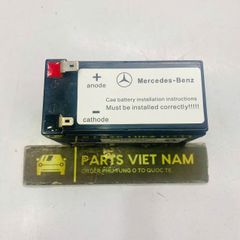 +
anode
Mercedes-Benz
Cae battery installation instructions
Must be installed correctly!!!!!
-
cathode
PARTS VIET NAM
ORDER PHỤ TÙNG Ô TÔ QUỐC TẾ.